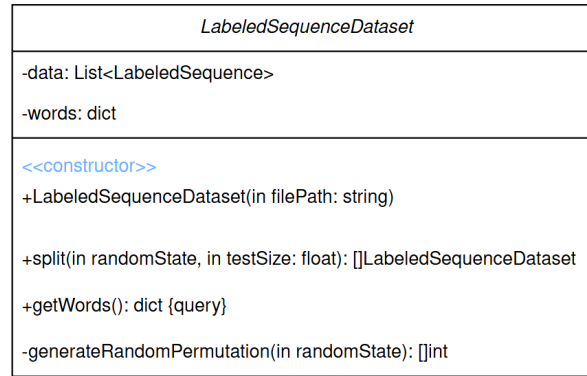 LabeledSequenceDataset
-data: List<LabeledSequence>
-words: dict
<<constructor>>
+LabeledSequenceDataset(in filePath: string)
+split(in randomState, in testSize: float): []LabeledSequenceDataset
+getWords(): dict {query}
-generateRandomPermutation(in randomState): []int